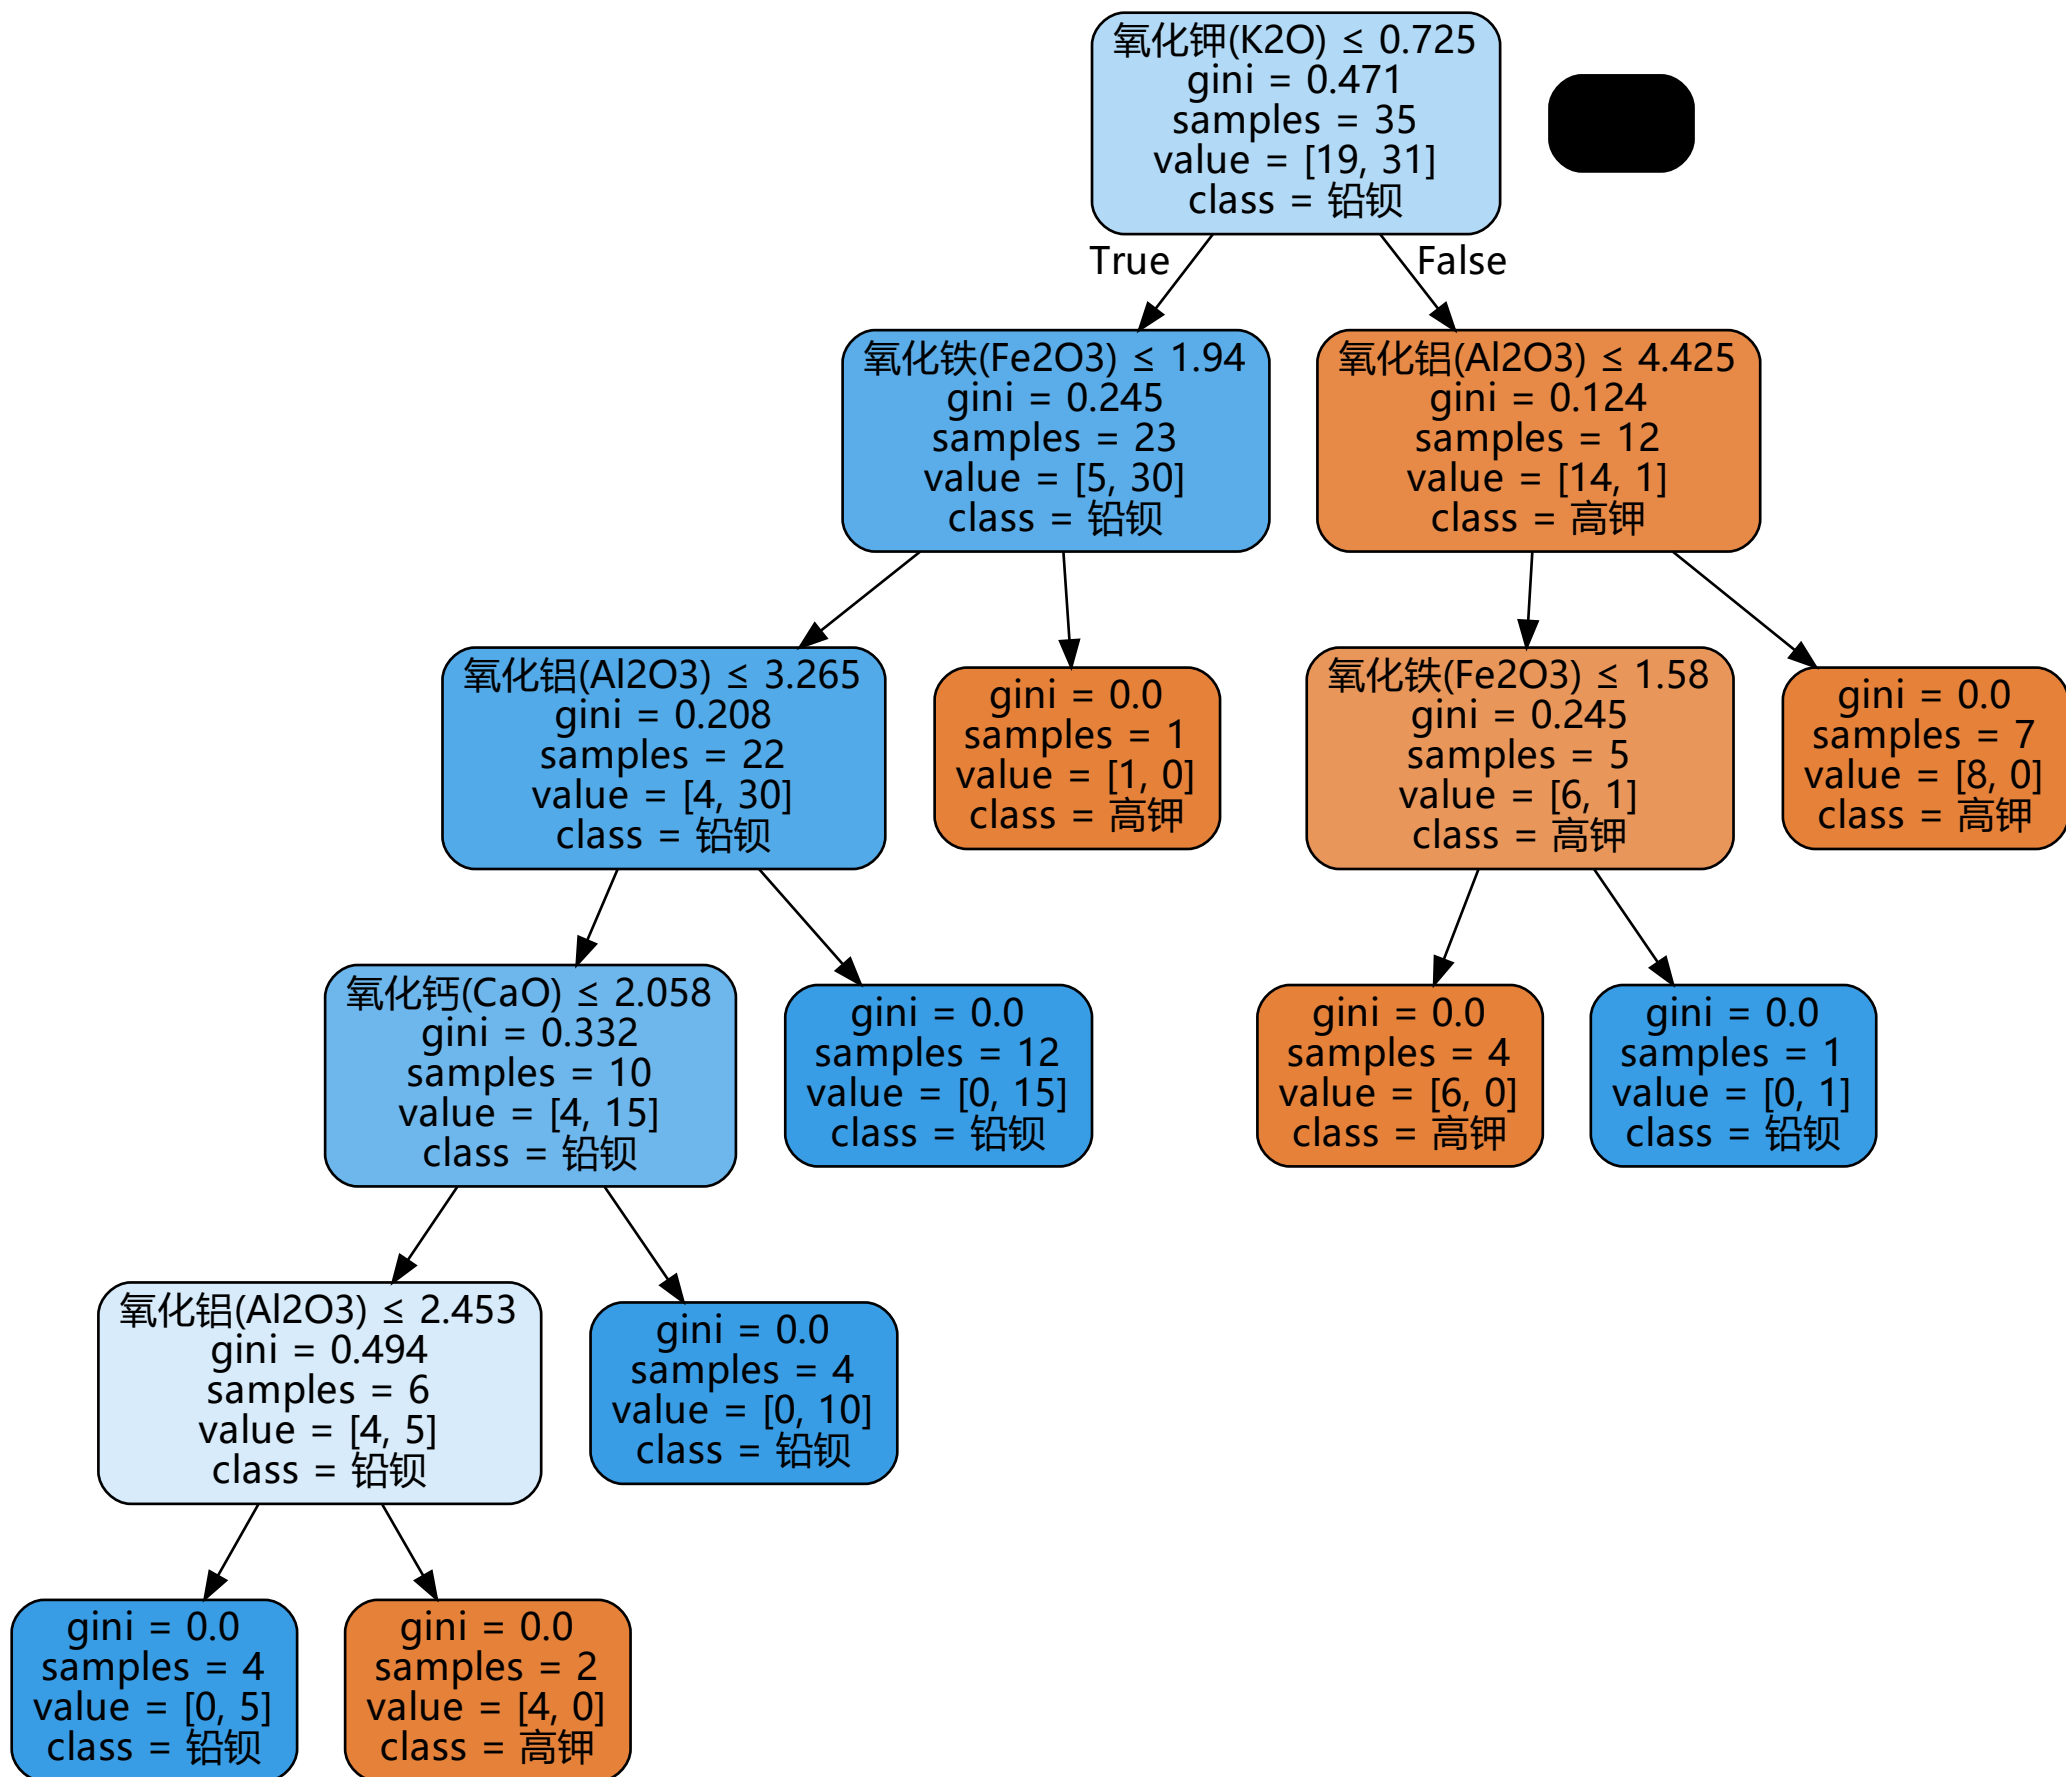 氧化钾(K2O) ≤ 0.725
gini = 0.471
samples = 35
value = [19, 31]
class = 铅钡
True
False
氧化铁(Fe2O3) ≤ 1.94
gini = 0.245
samples = 23
value = [5, 30]
class = 铅钡
氧化铝(Al2O3) ≤ 4.425
gini = 0.124
samples = 12
value = [14, 1]
class = 高钾
氧化铝(Al2O3) ≤ 3.265
gini = 0.208
samples = 22
value = [4, 30]
class = 铅钡
gini = 0.0
samples = 1
value = [1, 0]
class = 高钾
氧化铁(Fe2O3) ≤ 1.58
gini = 0.245
samples = 5
value = [6, 1]
class = 高钾
gini = 0.0
samples = 7
value = [8, 0]
class = 高钾
氧化钙(CaO) ≤ 2.058
gini = 0.332
samples = 10
value = [4, 15]
class = 铅钡
gini = 0.0
samples = 12
value = [0, 15]
class = 铅钡
gini = 0.0
samples = 4
value = [6, 0]
class = 高钾
gini = 0.0
samples = 1
value = [0, 1]
class = 铅钡
氧化铝(Al2O3) ≤ 2.453
gini = 0.494
samples = 6
value = [4, 5]
class = 铅钡
gini = 0.0
samples = 4
value = [0, 10]
class = 铅钡
gini = 0.0
samples = 4
value = [0, 5]
class = 铅钡
gini = 0.0
samples = 2
value = [4, 0]
class = 高钾